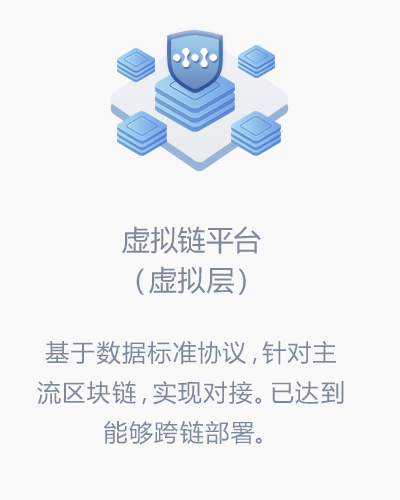 虚拟链平台
（虚拟层）
基于数据标准协议,针对主
流区块链,实现对接。已达到
能够跨链部署。